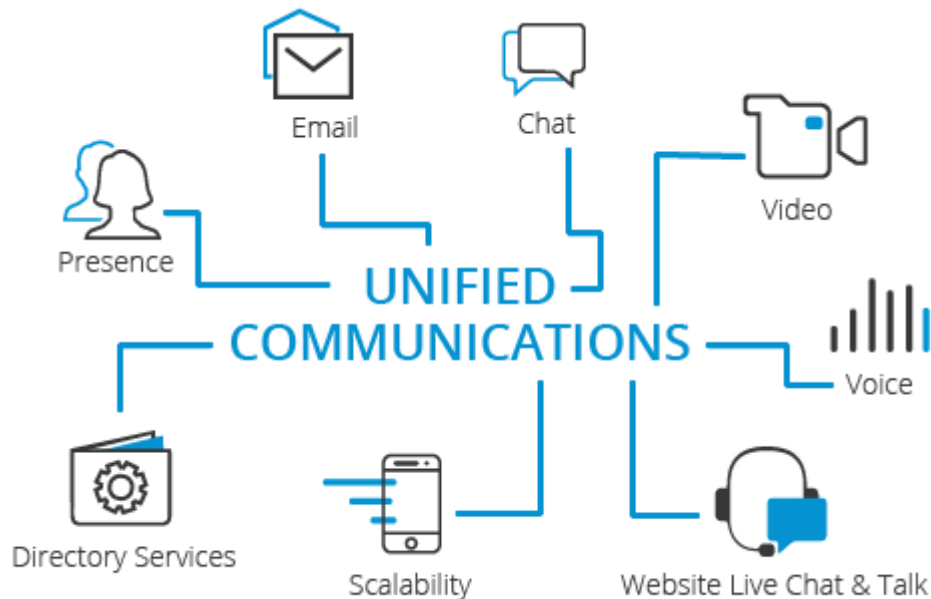 Email
Chat
Video
Presence
UNIFIED
COMMUNICATIONS
Voice
Directory Services
Scalability
Website Live Chat & Talk